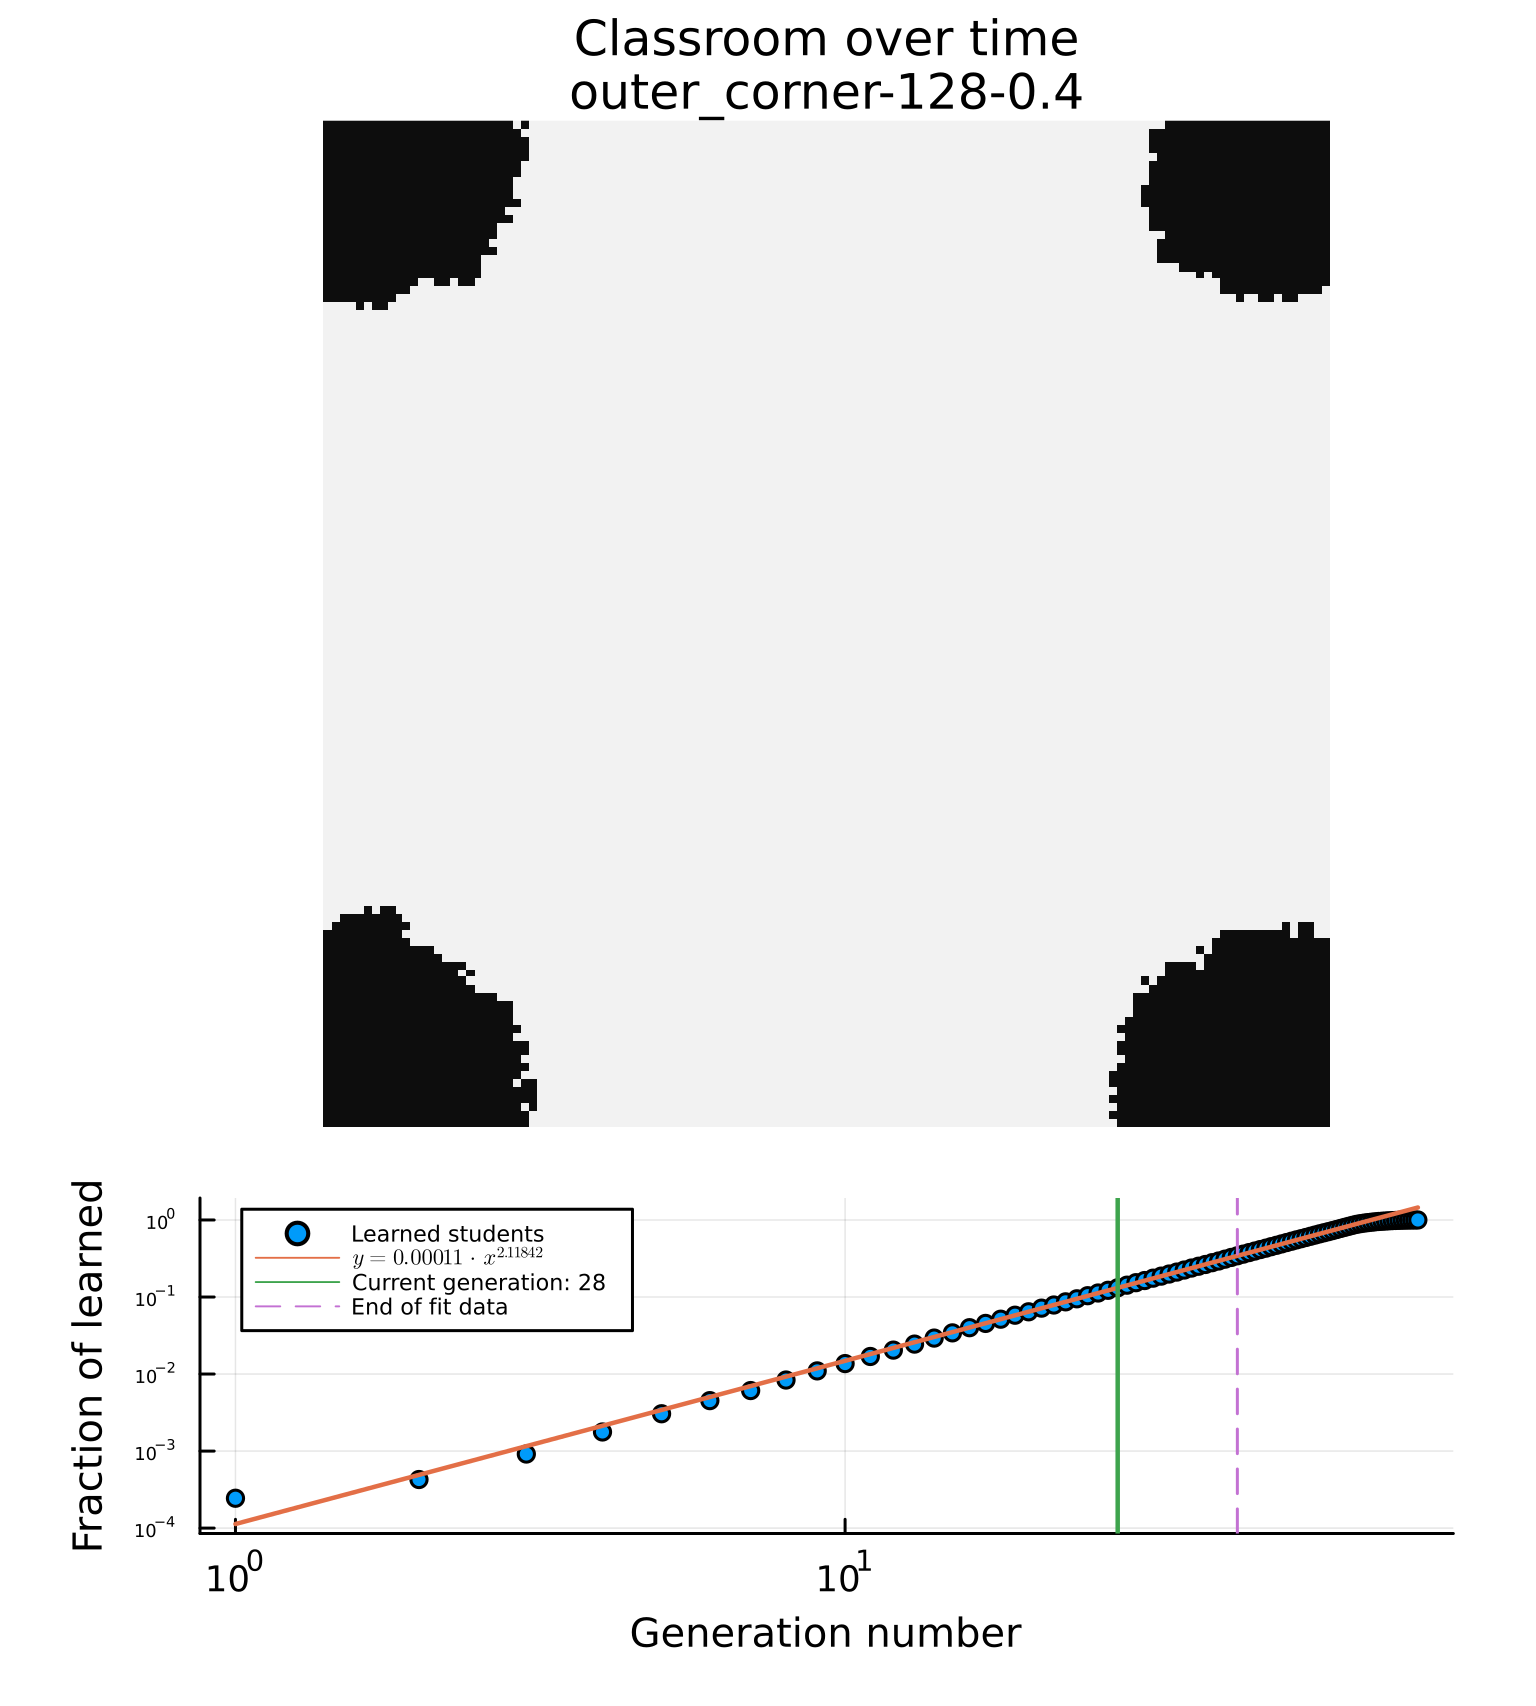 Classroom over time
outer_corner-128-0.4
Fraction of learned
10^0
10^-1
10^-2
10^-3
10^-4
Learned students
y = 0.00011 · x^2.11842
Current generation: 28
End of fit data
10^0
10^1
Generation number